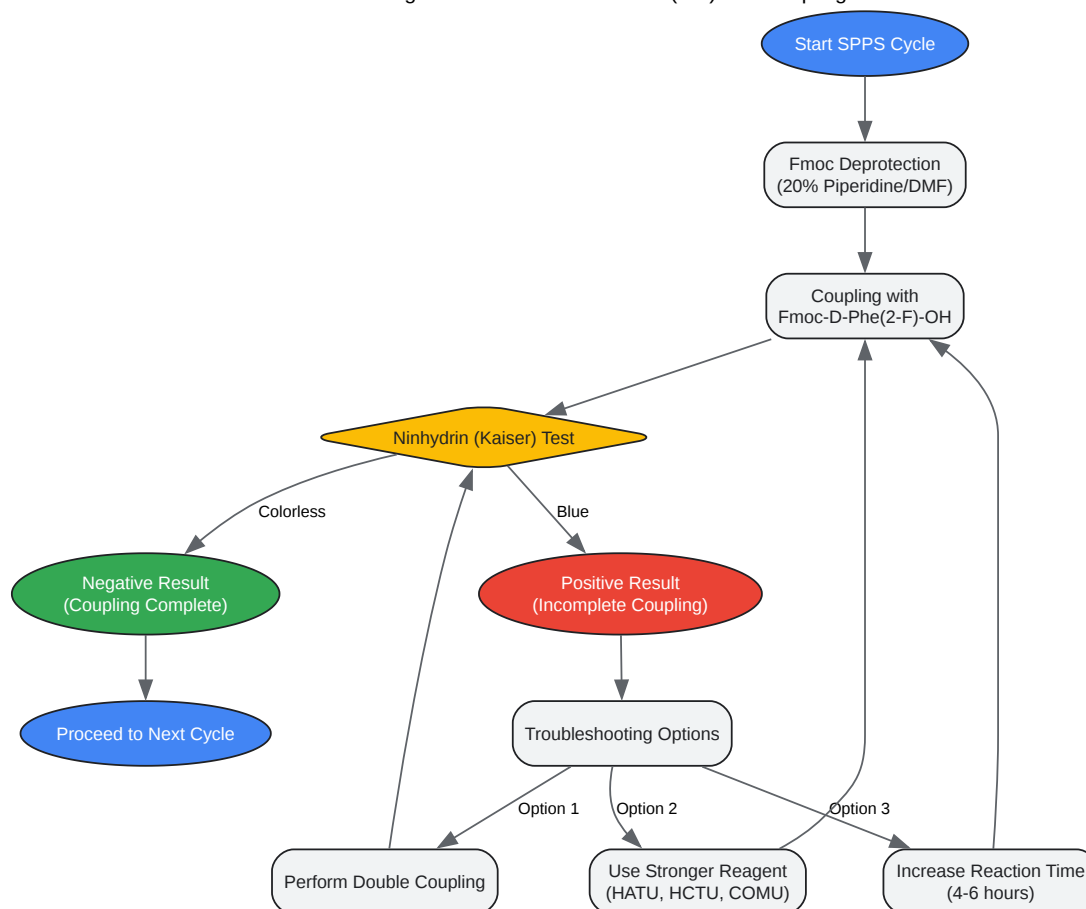 Start SPPS Cycle
Fmoc Deprotection
(20% Piperidine/DMF)
Coupling with
Fmoc-D-Phe(2-F)-OH
Ninhydrin (Kaiser) Test
Colorless
Blue
Negative Result
(Coupling Complete)
Positive Result
(Incomplete Coupling)
Proceed to Next Cycle
Troubleshooting Options
Option 1
Option 2
Option 3
Perform Double Coupling
Use Stronger Reagent
(HATU, HCTU, COMU)
Increase Reaction Time
(4-6 hours)